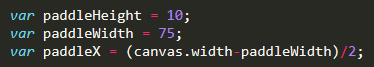 var paddleHeight = 10;
var paddleWidth = 75;
var paddleX = (canvas.width-paddleWidth)/2;